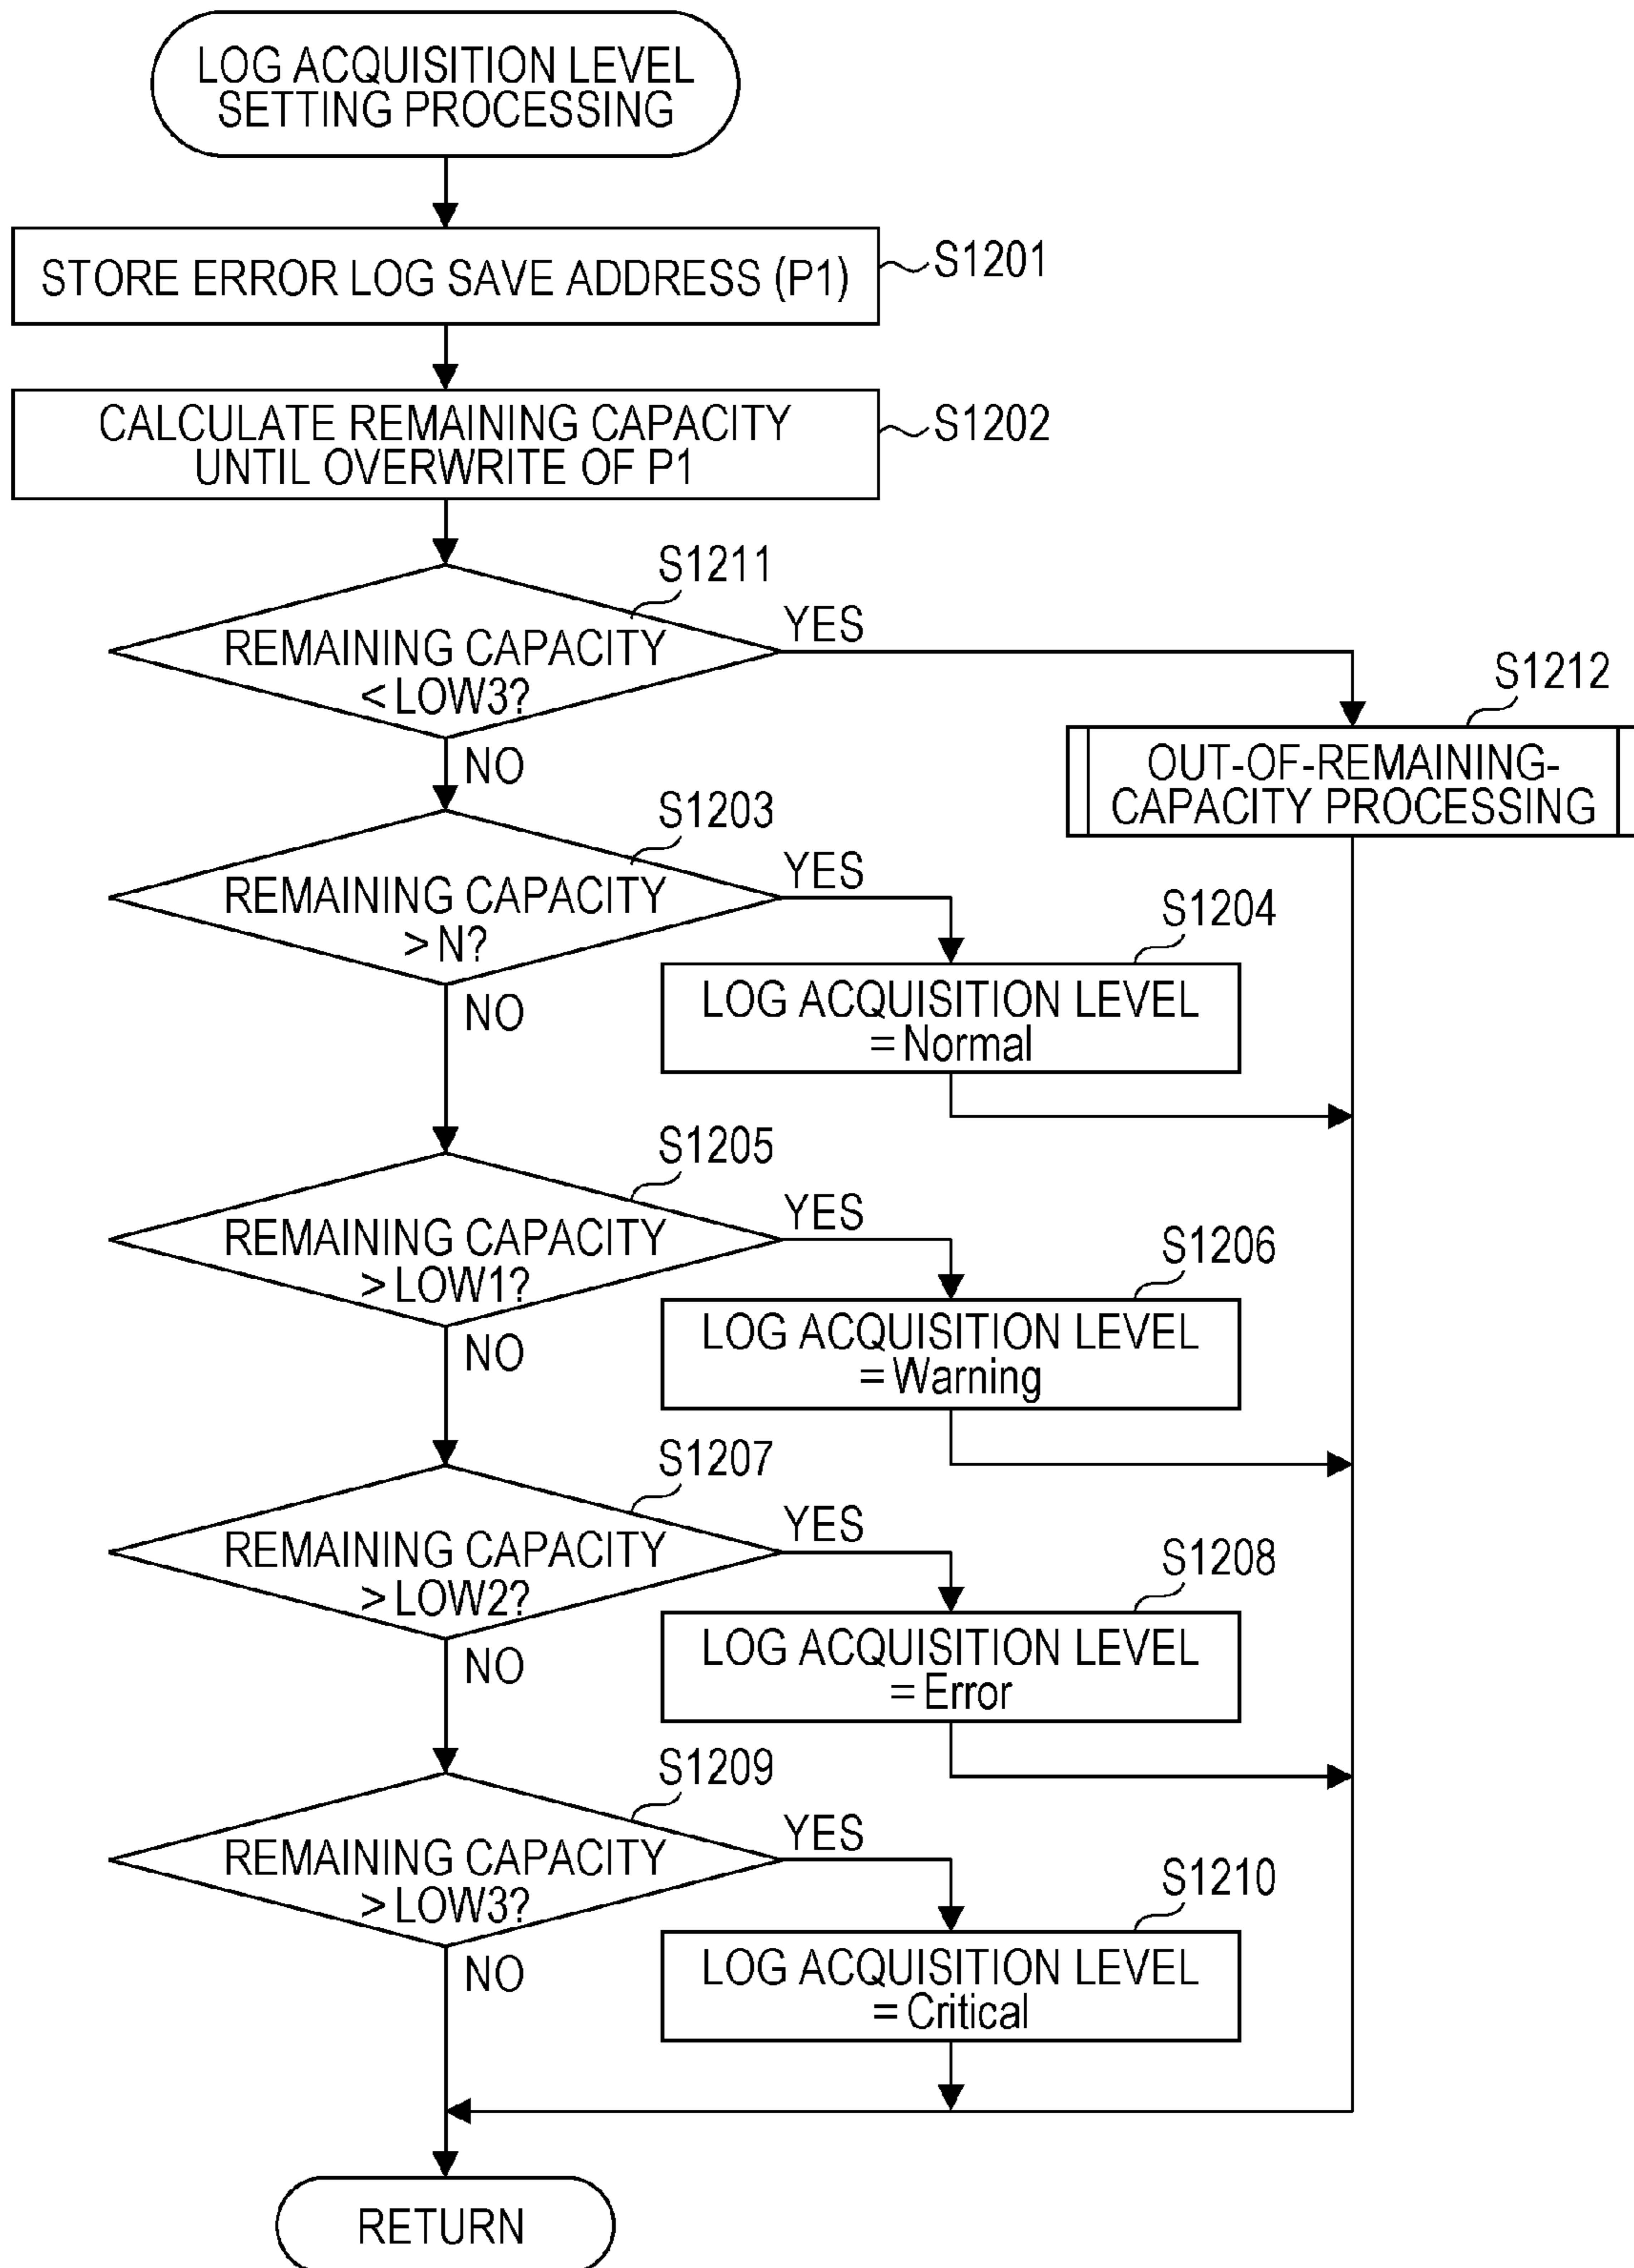 LOG ACQUISITION LEVEL
SETTING PROCESSING
STORE ERROR LOG SAVE ADDRESS (P1)
S1201
CALCULATE REMAINING CAPACITY
UNTIL OVERWRITE OF P1
S1202
S1211
REMAINING CAPACITY
< LOW3?
YES
NO
S1212
OUT-OF-REMAINING-
CAPACITY PROCESSING
S1203
REMAINING CAPACITY
> N?
YES
NO
S1204
LOG ACQUISITION LEVEL
= Normal
S1205
REMAINING CAPACITY
> LOW1?
YES
NO
S1206
LOG ACQUISITION LEVEL
= Warning
S1207
REMAINING CAPACITY
> LOW2?
YES
NO
S1208
LOG ACQUISITION LEVEL
= Error
S1209
REMAINING CAPACITY
> LOW3?
YES
NO
S1210
LOG ACQUISITION LEVEL
= Critical
RETURN